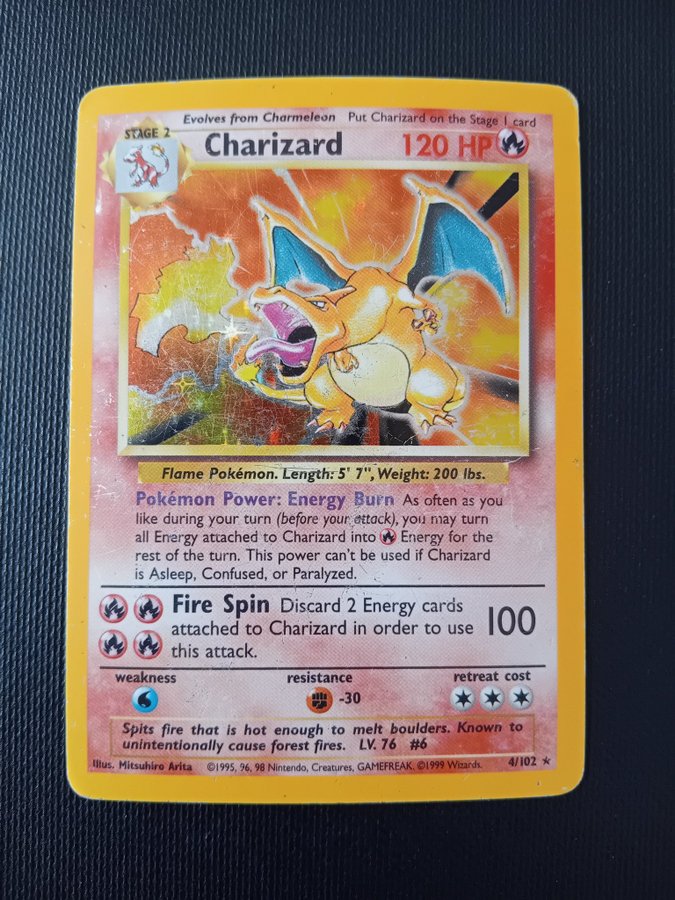 Evolves from Charmeleon Put Charizard on the Stage 1 card
STAGE 2
Charizard 120 HP
Flame Pokémon. Length: 5' 7", Weight: 200 lbs.
Pokémon Power: Energy Burn As often as you
like during your turn (before your attack), you may turn
all Energy attached to Charizard into Energy for the
rest of the turn. This power can't be used if Charizard
is Asleep, Confused, or Paralyzed.
Fire Spin Discard 2 Energy cards
attached to Charizard in order to use 100
this attack.
weakness resistance retreat cost
-30
Spits fire that is hot enough to melt boulders. Known to
unintentionally cause forest fires. LV. 76 #6
Illus. Mitsuhiro Arita ©1995, 96, 98 Nintendo, Creatures, GAMEFREAK. ©1999 Wizards. 4/102 ★